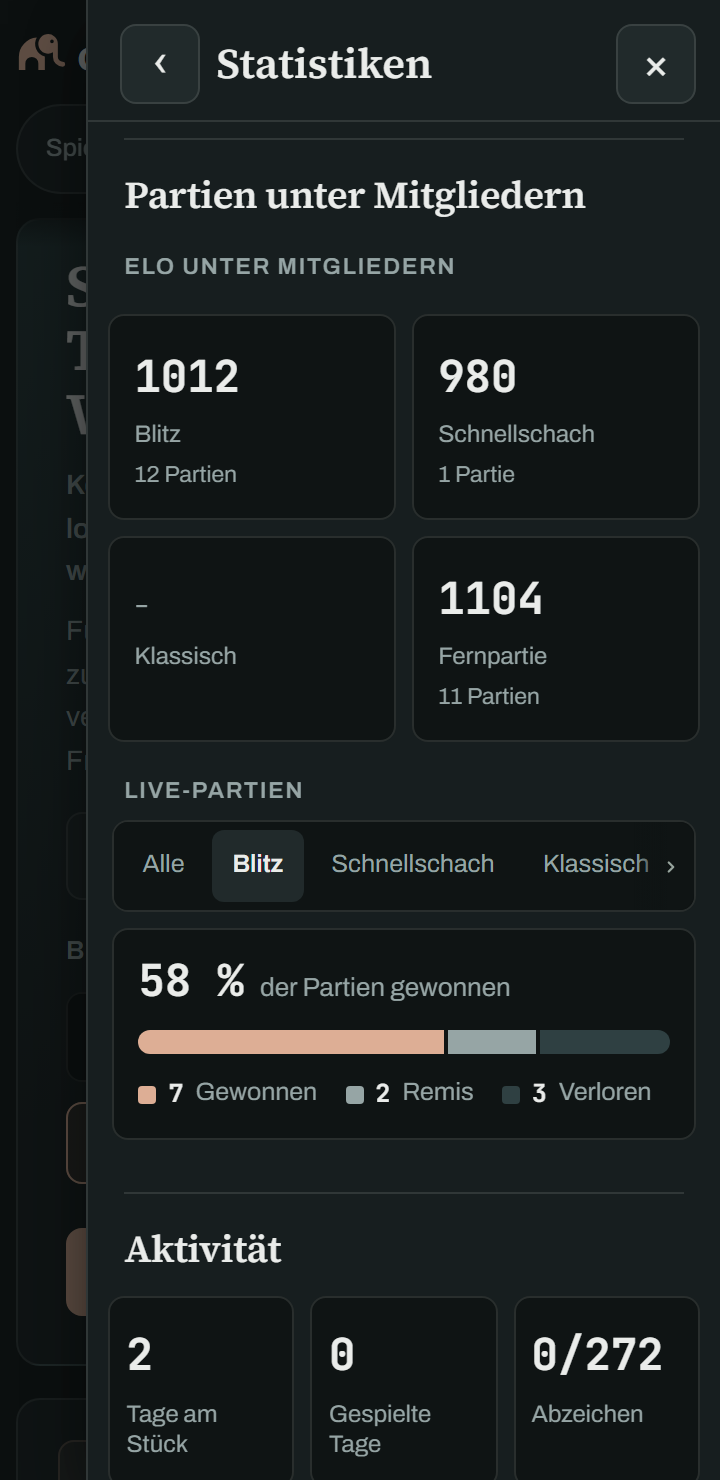 ‹ Statistiken ×
Partien unter Mitgliedern
ELO UNTER MITGLIEDERN
1012
Blitz
12 Partien
980
Schnellschach
1 Partie
–
Klassisch
1104
Fernpartie
11 Partien
LIVE-PARTIEN
Alle Blitz Schnellschach Klassisch ›
58 % der Partien gewonnen
7 Gewonnen 2 Remis 3 Verloren
Aktivität
2
Tage am
Stück
0
Gespielte
Tage
0/272
Abzeichen